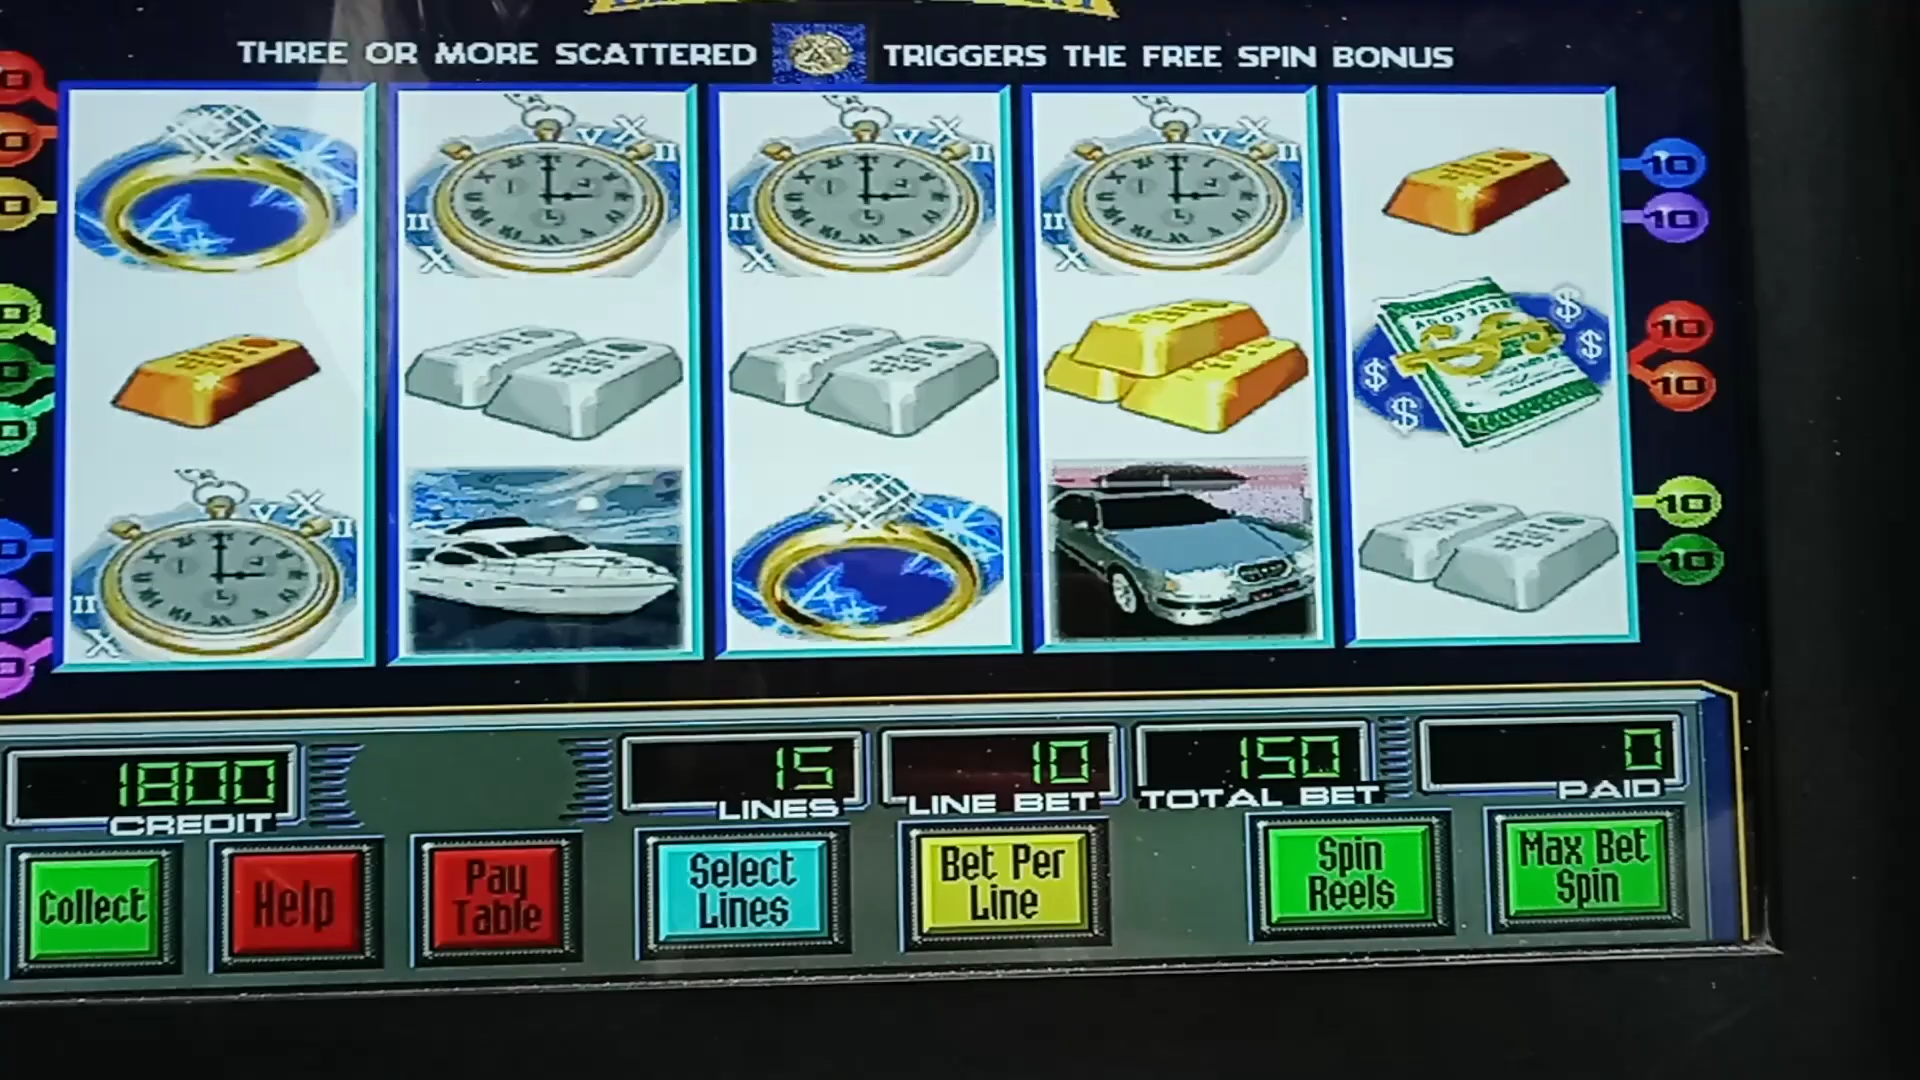 THREE OR MORE SCATTERED TRIGGERS THE FREE SPIN BONUS
10
10
10
10
10
10
1800
CREDIT
15
LINES
10
LINE BET
150
TOTAL BET
0
PAID
Collect
Help
Pay
Table
Select
Lines
Bet Per
Line
Spin
Reels
Max Bet
Spin